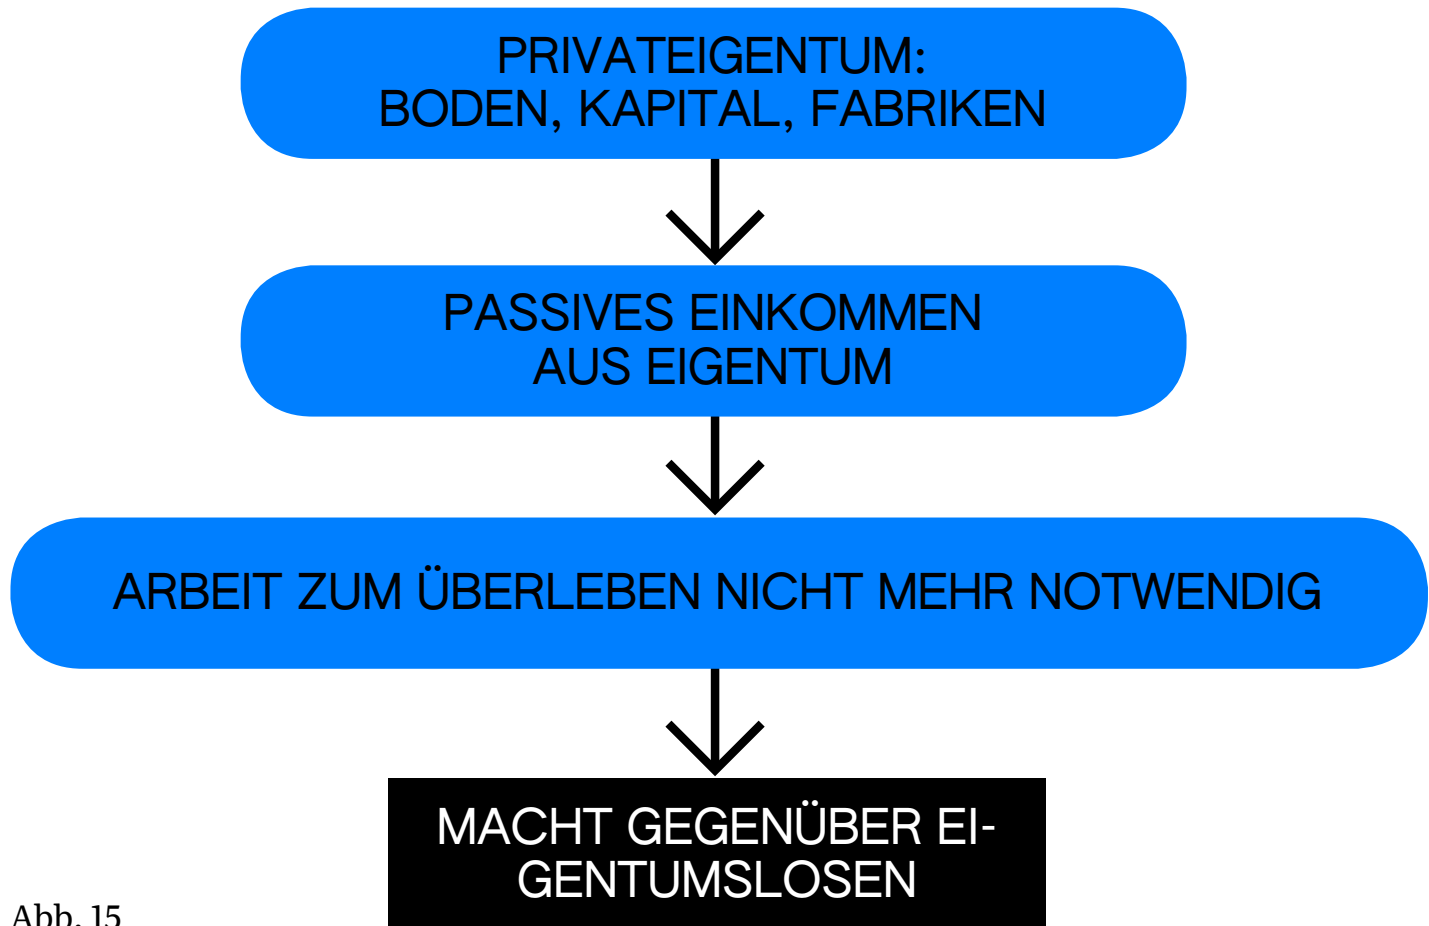 PRIVATEIGENTUM:
BODEN, KAPITAL, FABRIKEN
PASSIVES EINKOMMEN
AUS EIGENTUM
ARBEIT ZUM ÜBERLEBEN NICHT MEHR NOTWENDIG
MACHT GEGENÜBER EI-
GENTUMSLOSEN
Abb. 15